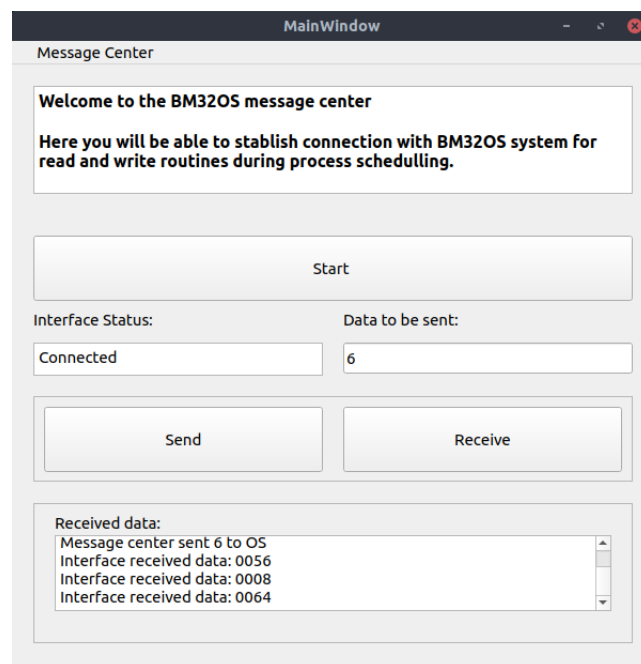 MainWindow
Message Center
Welcome to the BM32OS message center
Here you will be able to stablish connection with BM32OS system for
read and write routines during process schedulling.
Start
Interface Status:
Data to be sent:
Connected
6
Send
Receive
Received data:
Message center sent 6 to OS
Interface received data: 0056
Interface received data: 0008
Interface received data: 0064